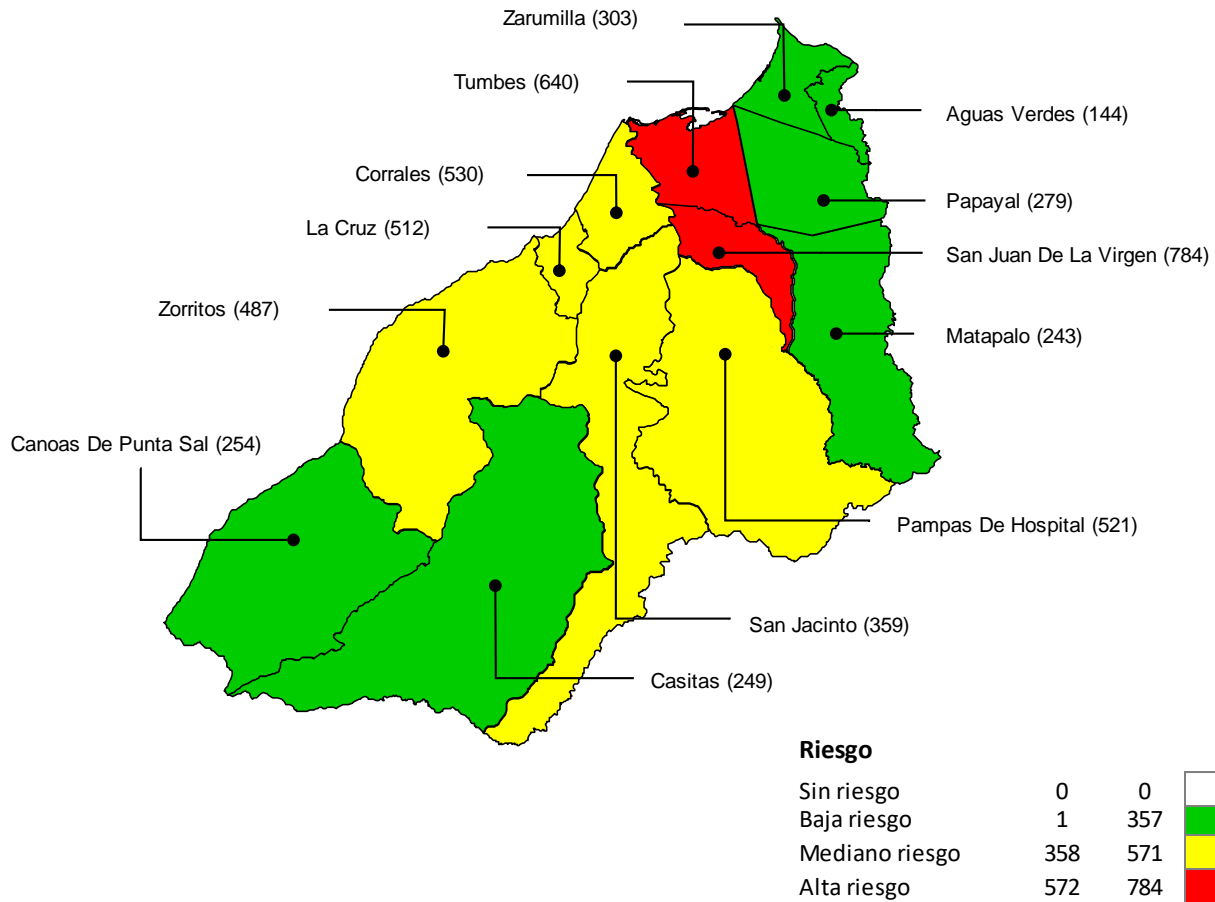 Zarumilla (303)
Tumbes (640)
Aguas Verdes (144)
Corrales (530)
Papayal (279)
La Cruz (512)
San Juan De La Virgen (784)
Zorritos (487)
Matapalo (243)
Canoas De Punta Sal (254)
Pampas De Hospital (521)
San Jacinto (359)
Casitas (249)
Riesgo
Sin riesgo 0 0
Baja riesgo 1 357
Mediano riesgo 358 571
Alta riesgo 572 784